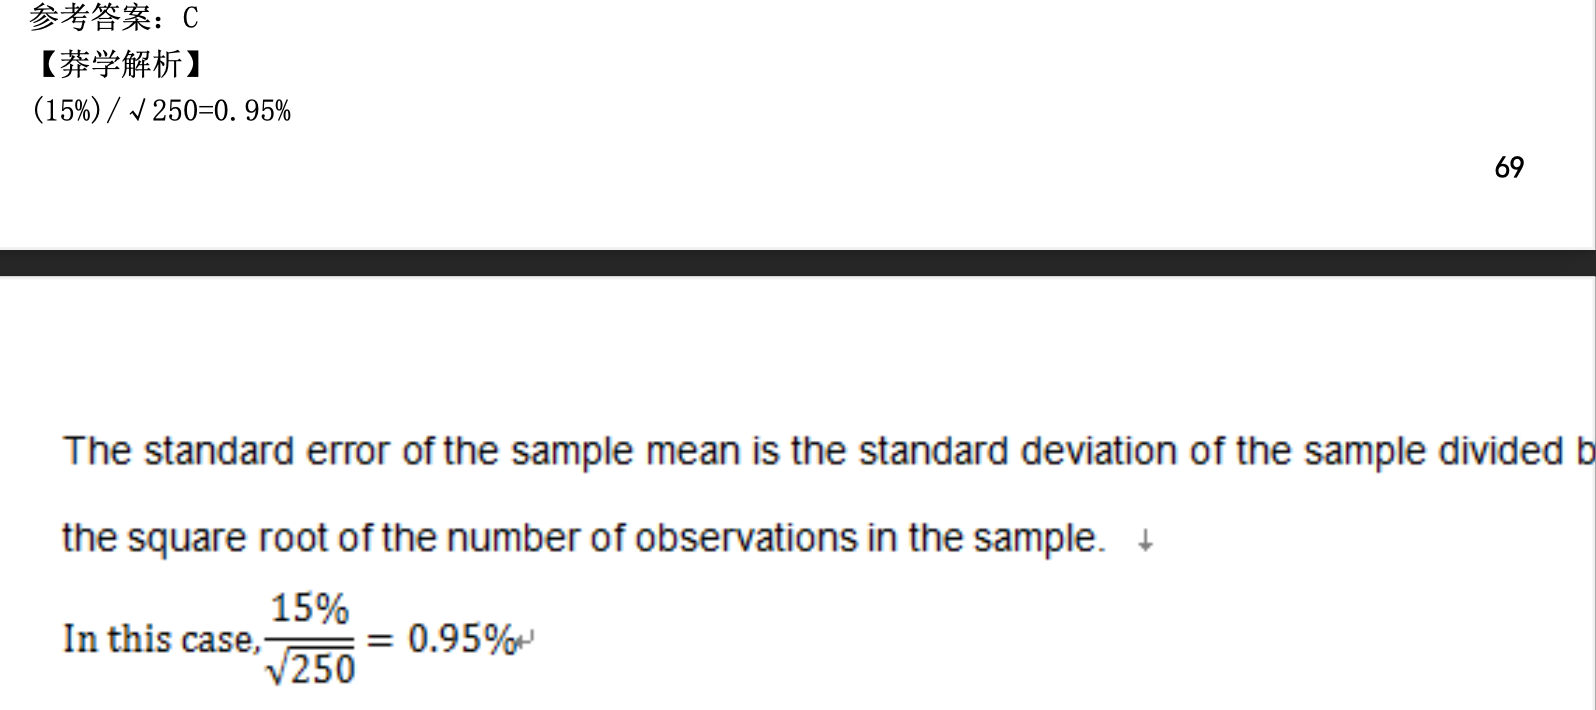 参考答案：C
【莽学解析】
(15%)/√250=0.95%
69
The standard error of the sample mean is the standard deviation of the sample divided b
the square root of the number of observations in the sample. ↓
In this case, 15%/√250 = 0.95%↵